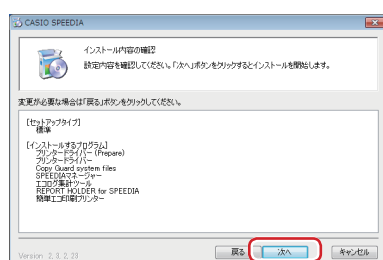 CASIO SPEEDIA
インストール内容の確認
設定内容を確認してください。「次へ」ボタンをクリックするとインストールを開始します。
変更が必要な場合は「戻る」ボタンをクリックしてください。
[セットアップタイプ]
標準
[インストールするプログラム]
プリンタードライバー (Prepare)
プリンタードライバー
Copy Guard system files
SPEEDIAマネージャー
エコログ集計ツール
REPORT HOLDER for SPEEDIA
簡単エコ印刷プリンター
Version 2.3.2.23
戻る
次へ
キャンセル